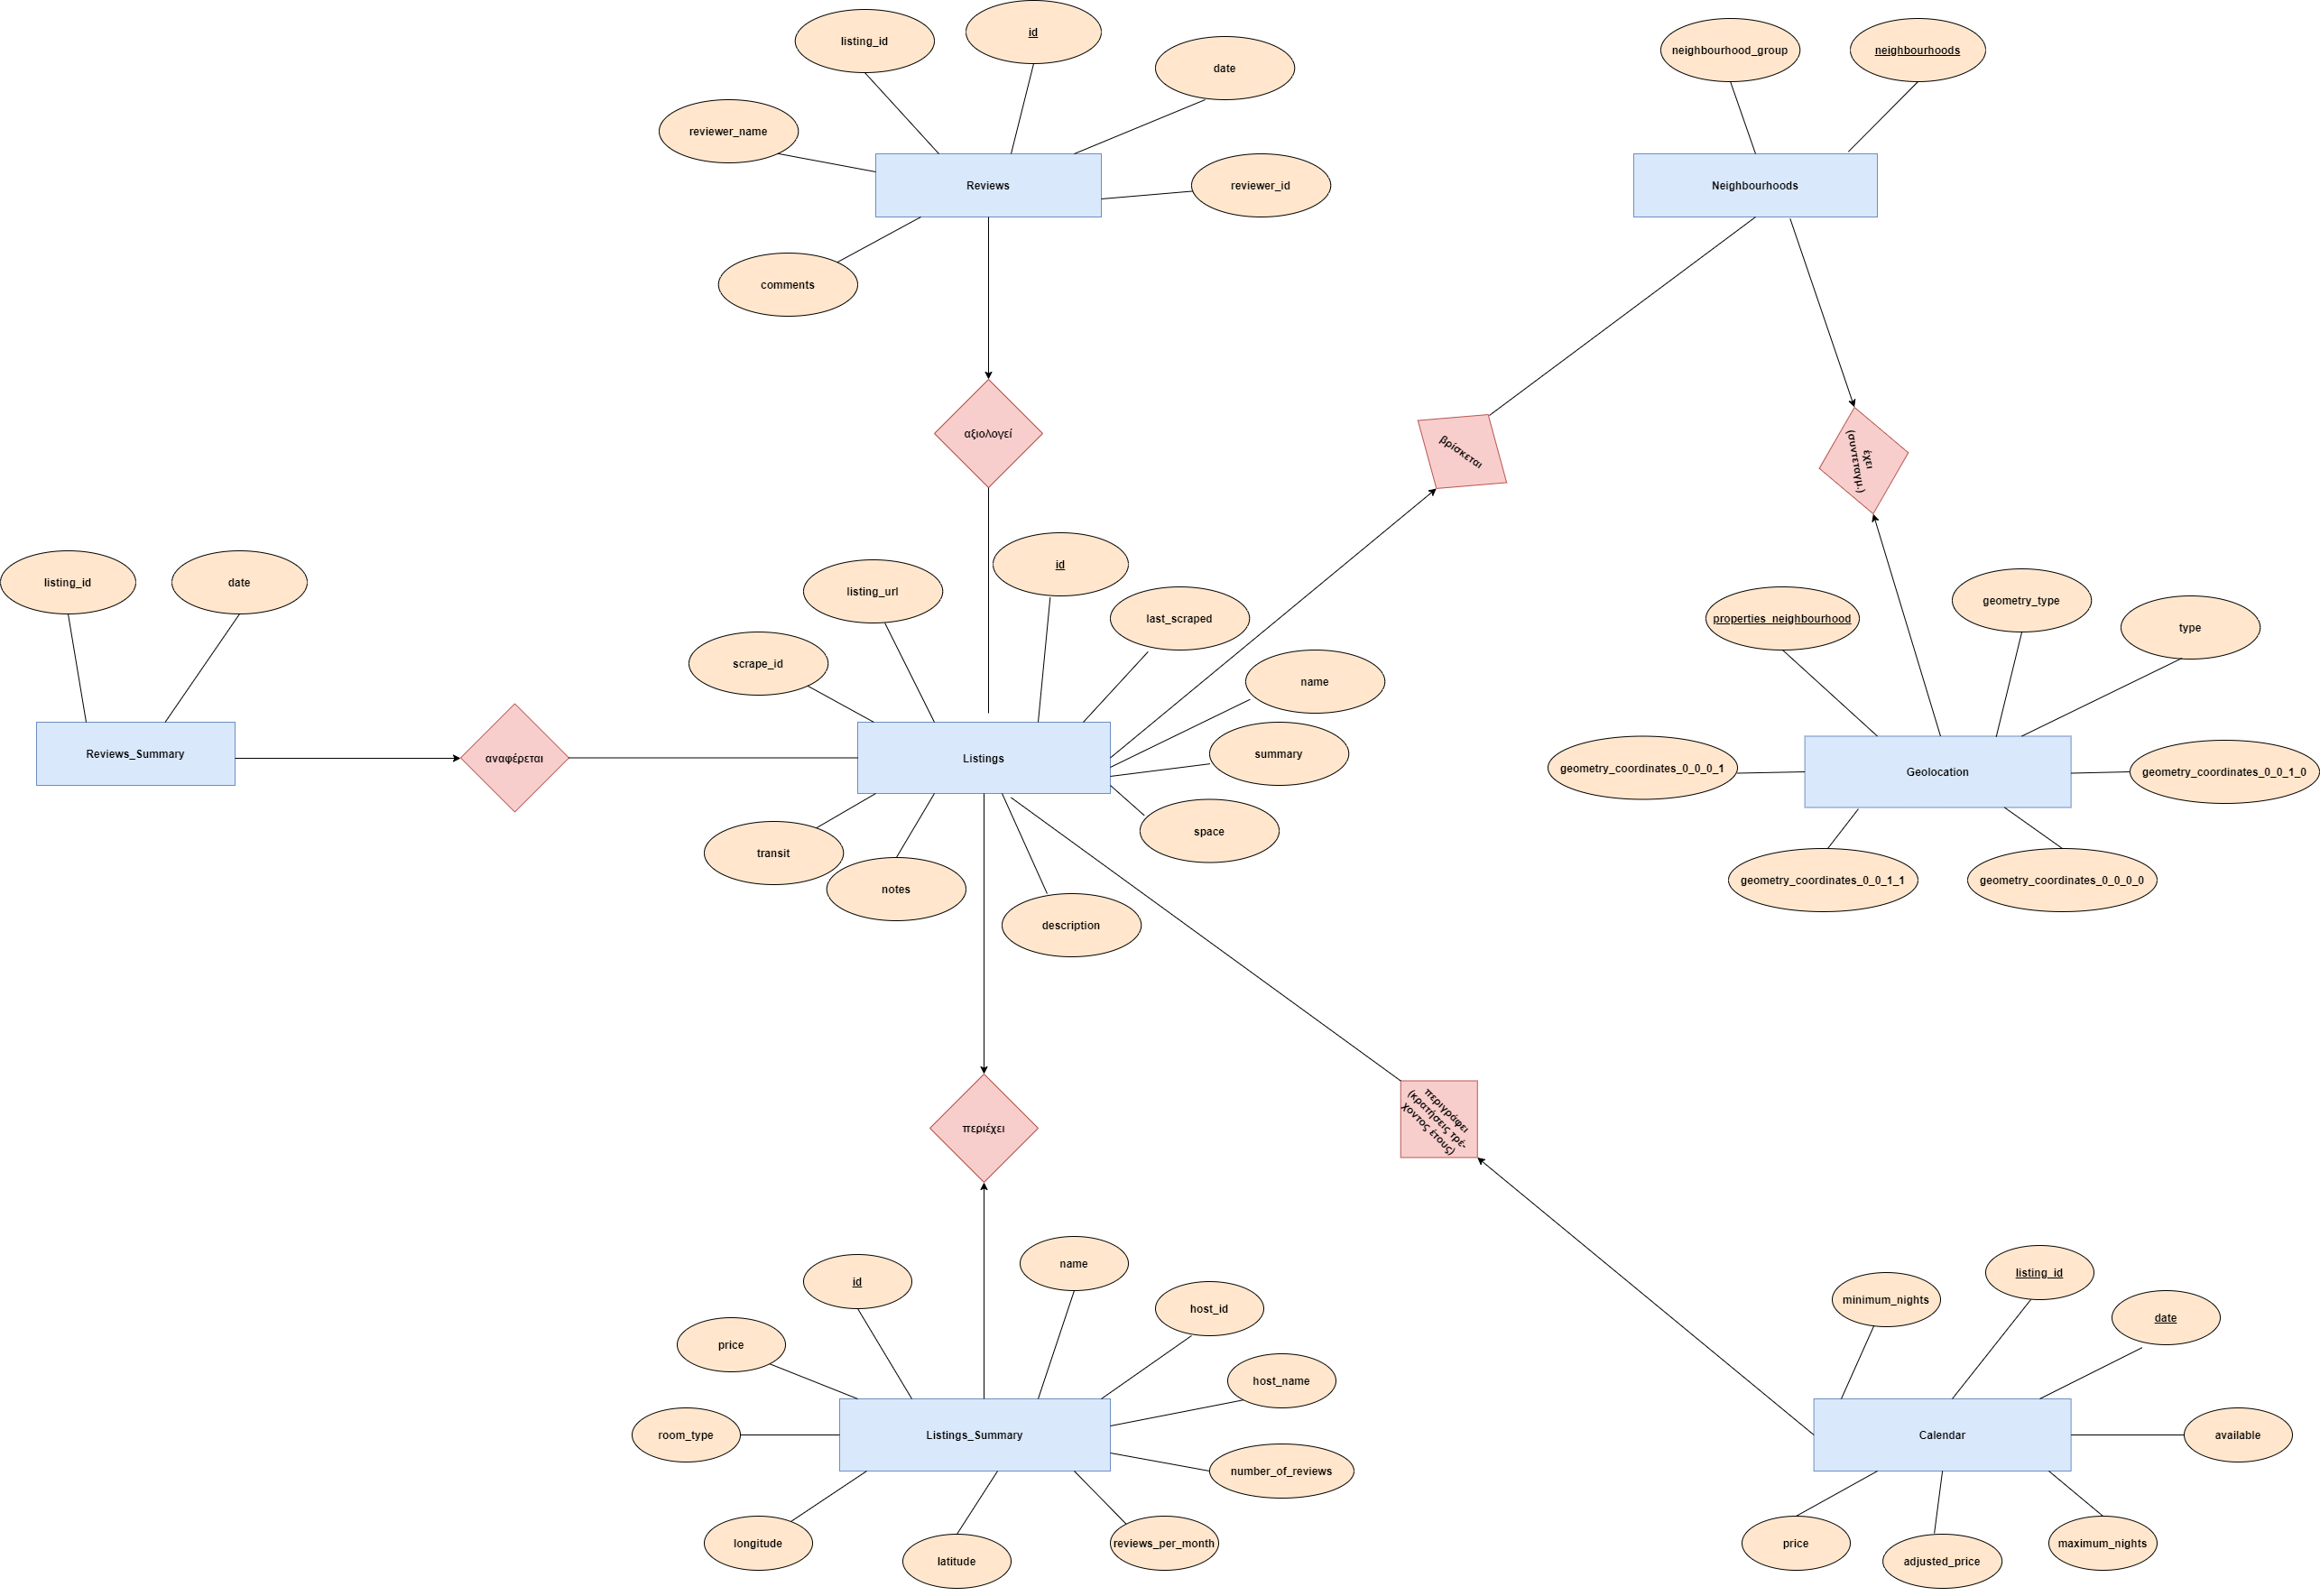 id
listing_id
neighbourhood_group
neighbourhoods
date
reviewer_name
Reviews
reviewer_id
Neighbourhoods
comments
αξιολογεί
βρίσκεται
έχει
(συντεταγμ.)
id
listing_id
date
listing_url
geometry_type
last_scraped
properties_neighbourhood
type
scrape_id
name
Reviews_Summary
αναφέρεται
Listings
summary
geometry_coordinates_0_0_0_1
Geolocation
geometry_coordinates_0_0_1_0
space
transit
notes
geometry_coordinates_0_0_1_1
geometry_coordinates_0_0_0_0
description
περιέχει
περιγράφει
(κρατήσεις τρέ-
χοντος έτους)
name
listing_id
id
minimum_nights
host_id
date
price
host_name
room_type
Listings_Summary
Calendar
available
number_of_reviews
longitude
reviews_per_month
price
maximum_nights
latitude
adjusted_price